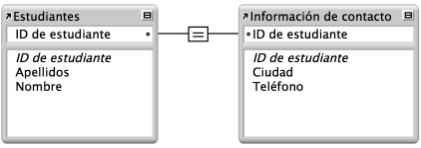 Estudiantes
ID de estudiante
ID de estudiante
Apellidos
Nombre
=
Información de contacto
ID de estudiante
ID de estudiante
Ciudad
Teléfono